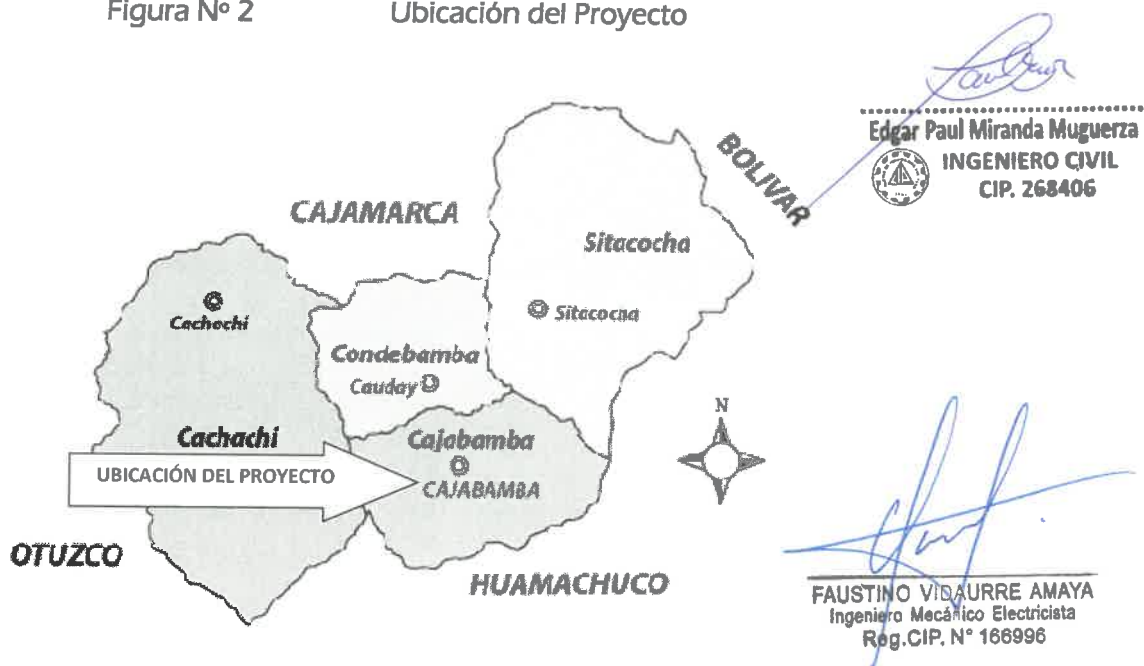 Figura Nº 2 Ubicación del Proyecto
Edgar Paul Miranda Muguerza
INGENIERO CIVIL
CIP. 268406
BOLIVAR
CAJAMARCA
Sitacocha
Cachachi
Sitacocha
Condebamba
Cauday
N
Cachachi
Cajabamba
UBICACIÓN DEL PROYECTO
CAJABAMBA
OTUZCO
HUAMACHUCO
FAUSTINO VIDAURRE AMAYA
Ingeniero Mecánico Electricista
Reg.CIP. N° 166996